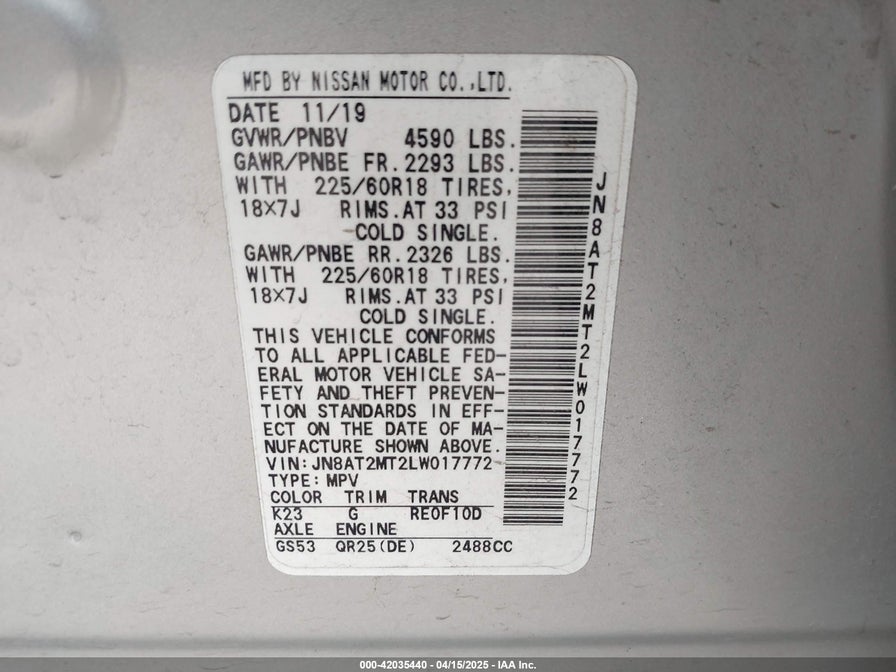 MFD BY NISSAN MOTOR CO.,LTD.
DATE 11/19
GVWR/PNBV 4590 LBS.
GAWR/PNBE FR.2293 LBS.
WITH 225/60R18 TIRES,
18×7J RIMS.AT 33 PSI
COLD SINGLE.
GAWR/PNBE RR.2326 LBS.
WITH 225/60R18 TIRES,
18×7J RIMS.AT 33 PSI
COLD SINGLE.
THIS VEHICLE CONFORMS
TO ALL APPLICABLE FED-
ERAL MOTOR VEHICLE SA-
FETY AND THEFT PREVEN-
TION STANDARDS IN EFF-
ECT ON THE DATE OF MA-
NUFACTURE SHOWN ABOVE.
VIN:JN8AT2MT2LW017772
TYPE:MPV
COLOR TRIM TRANS
K23 G RE0F10D
AXLE ENGINE
GS53 QR25(DE) 2488CC
JN8AT2MT2LW017772
000-42035440 - 04/15/2025 - IAA Inc.